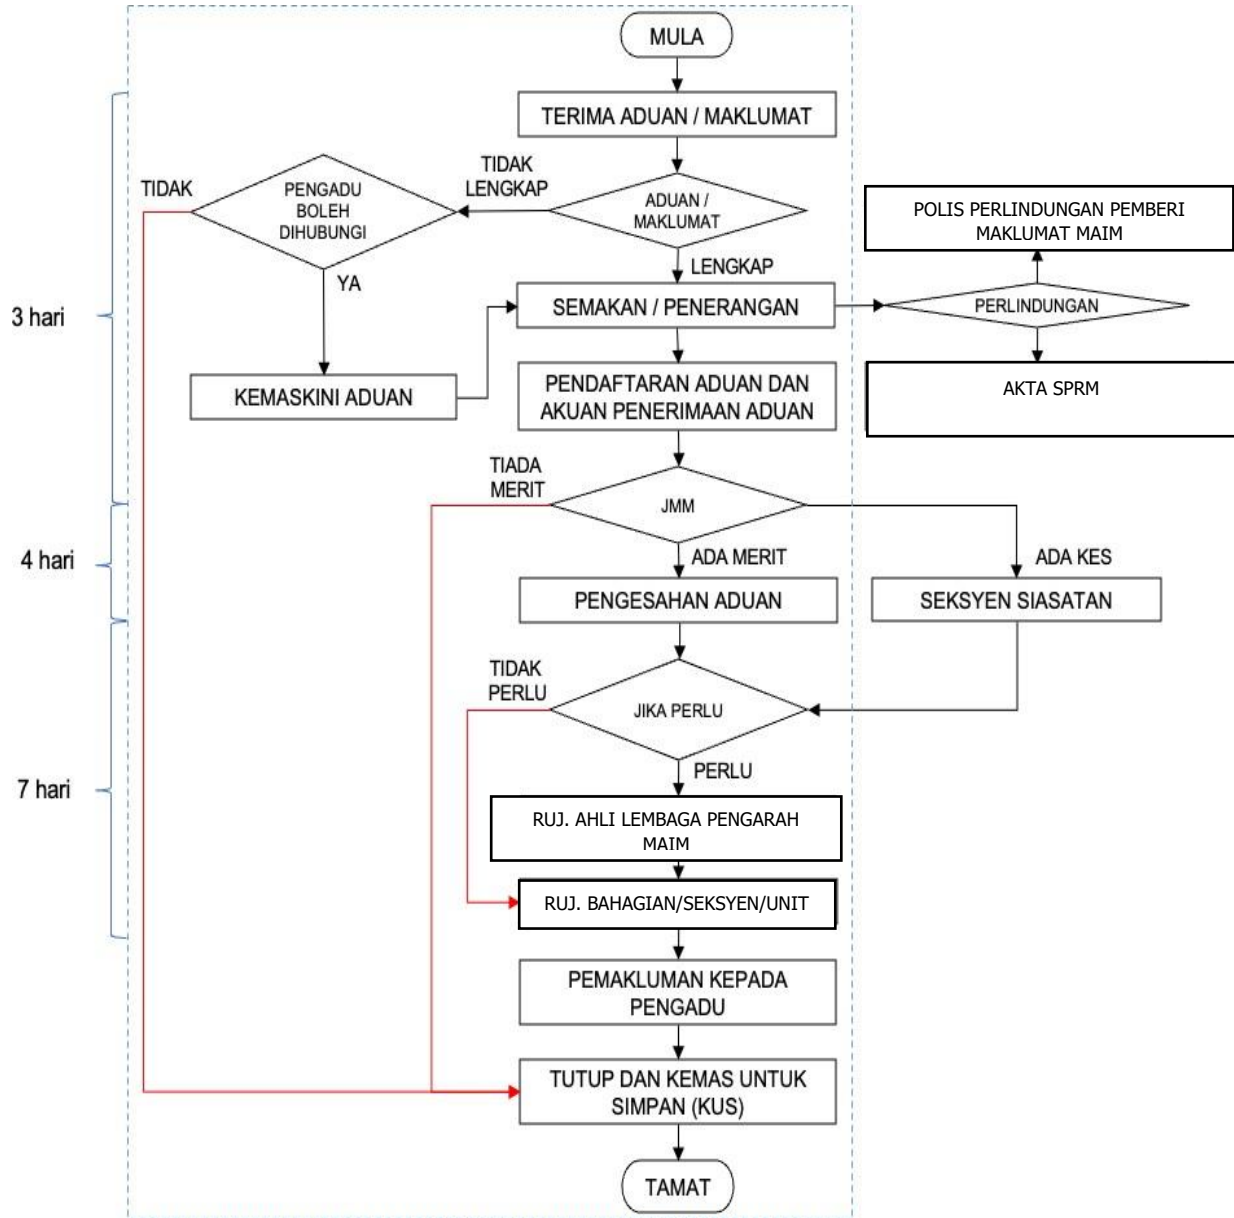 MULA
TERIMA ADUAN / MAKLUMAT
TIDAK
PENGADU
BOLEH
DIHUBUNGI
TIDAK
LENGKAP
ADUAN /
MAKLUMAT
POLIS PERLINDUNGAN PEMBERI
MAKLUMAT MAIM
YA
LENGKAP
3 hari
SEMAKAN / PENERANGAN
PERLINDUNGAN
KEMASKINI ADUAN
PENDAFTARAN ADUAN DAN
AKUAN PENERIMAAN ADUAN
AKTA SPRM
TIADA
MERIT
JMM
4 hari
ADA MERIT
ADA KES
PENGESAHAN ADUAN
SEKSYEN SIASATAN
TIDAK
PERLU
JIKA PERLU
7 hari
PERLU
RUJ. AHLI LEMBAGA PENGARAH
MAIM
RUJ. BAHAGIAN/SEKSYEN/UNIT
PEMAKLUMAN KEPADA
PENGADU
TUTUP DAN KEMAS UNTUK
SIMPAN (KUS)
TAMAT